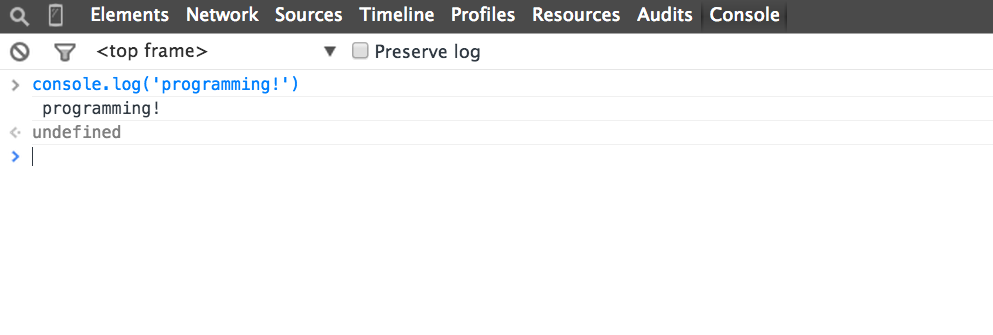 Elements Network Sources Timeline Profiles Resources Audits Console
<top frame> ▼ Preserve log
> console.log('programming!')
programming!
undefined
>